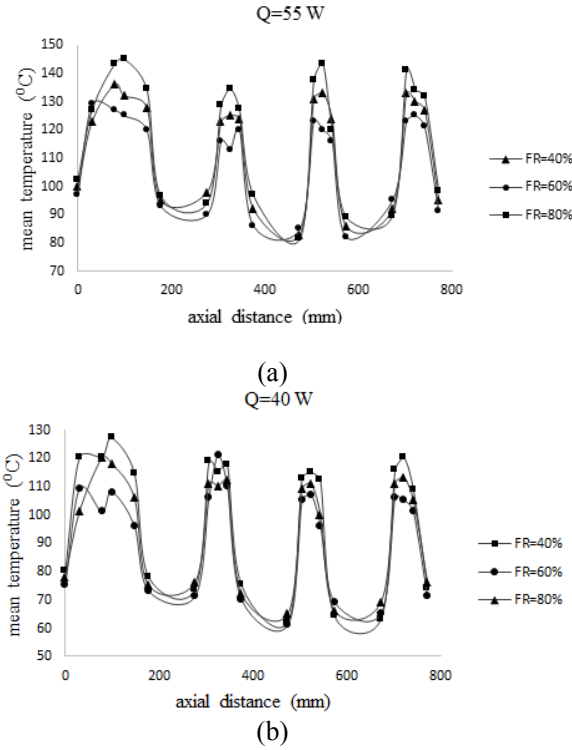 Q=55 W
mean temperature (⁰C)
150
140
130
120
110
100
90
80
70
0 200 400 600 800
axial distance (mm)
FR=40%
FR=60%
FR=80%
(a)
Q=40 W
mean temperature (⁰C)
130
120
110
100
90
80
70
60
50
0 200 400 600 800
axial distance (mm)
FR=40%
FR=60%
FR=80%
(b)